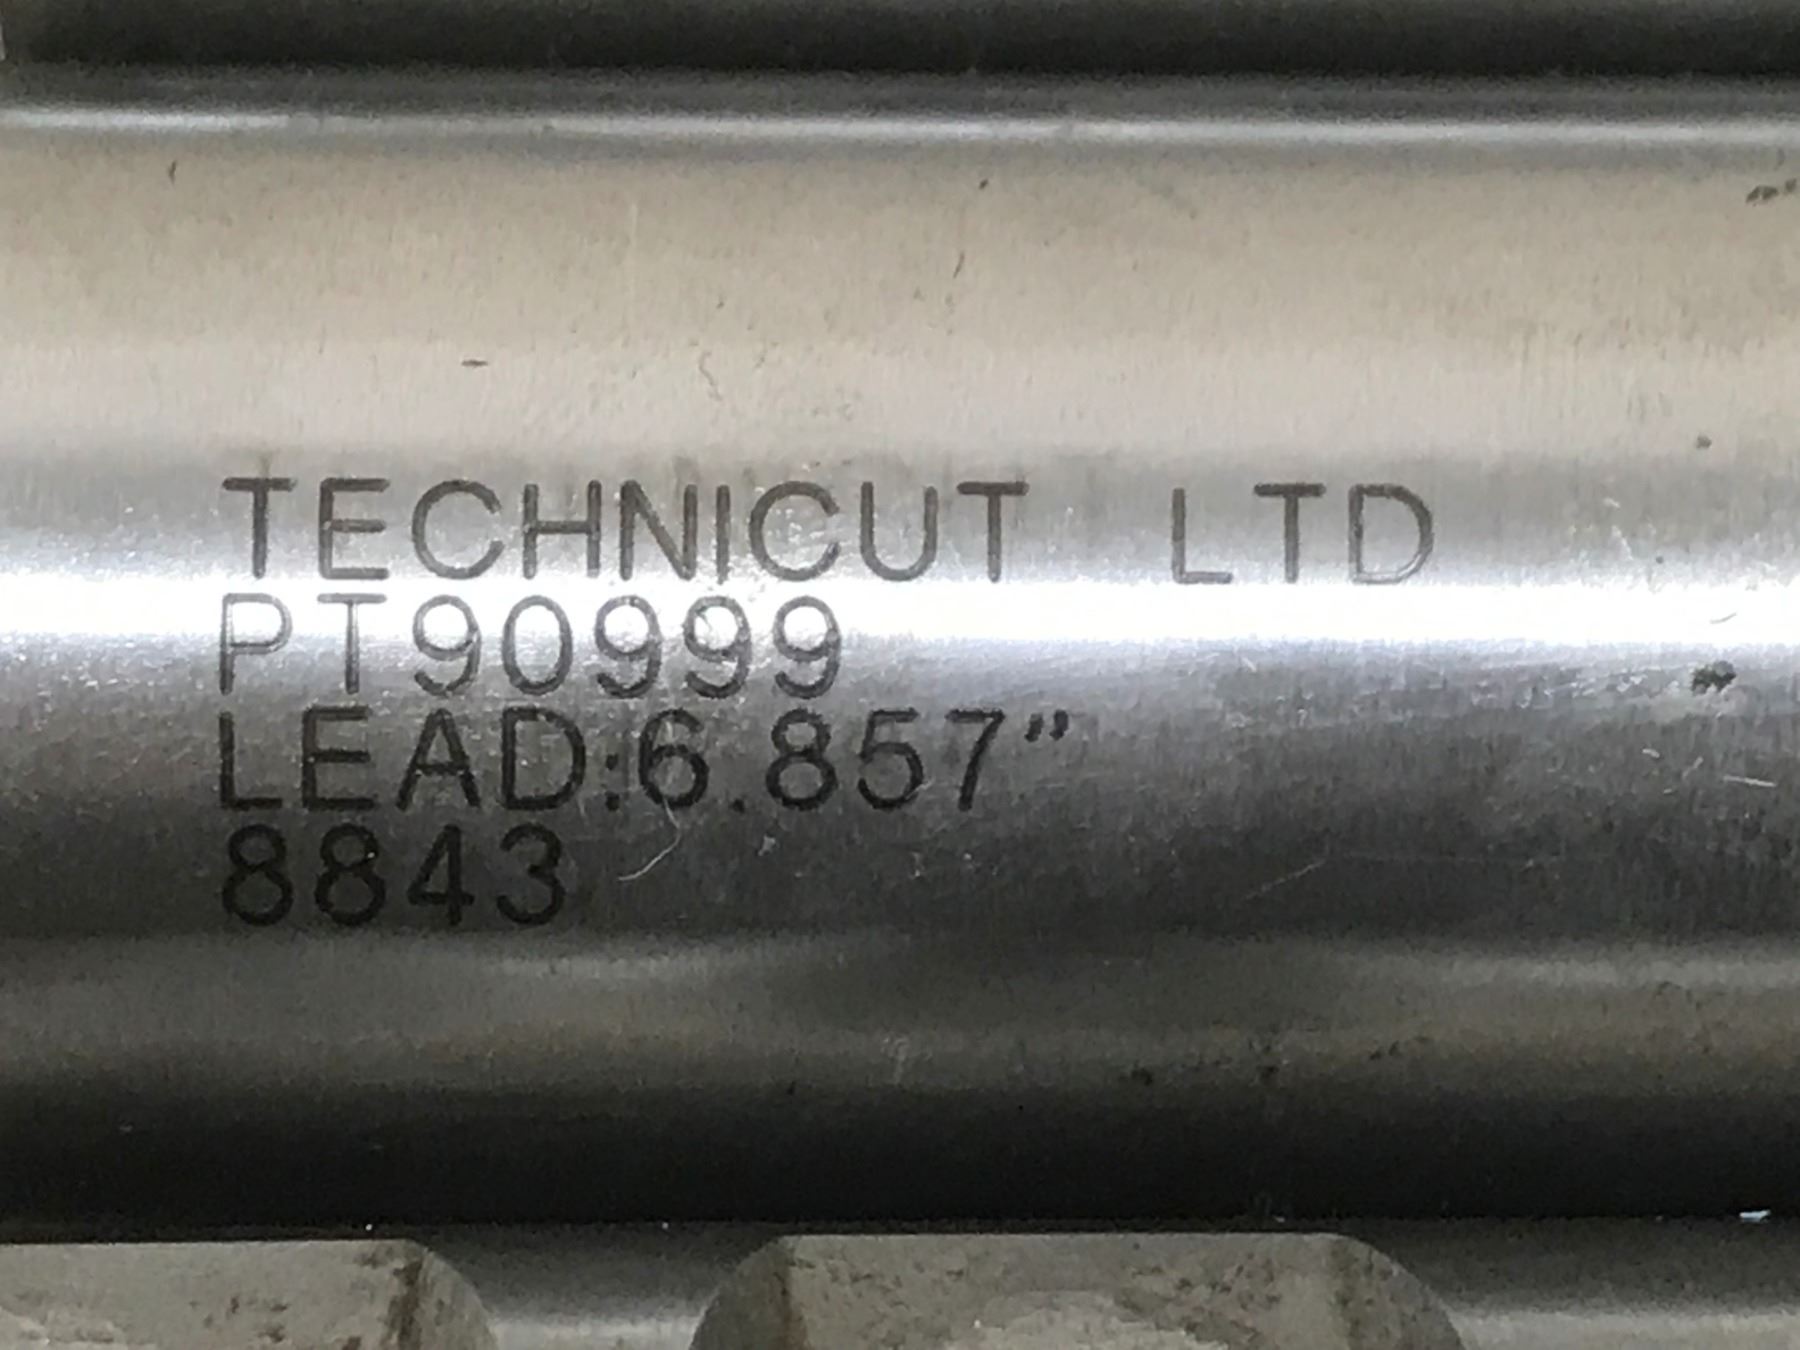 TECHNICUT LTD
PT90999
LEAD:6.857"
8843